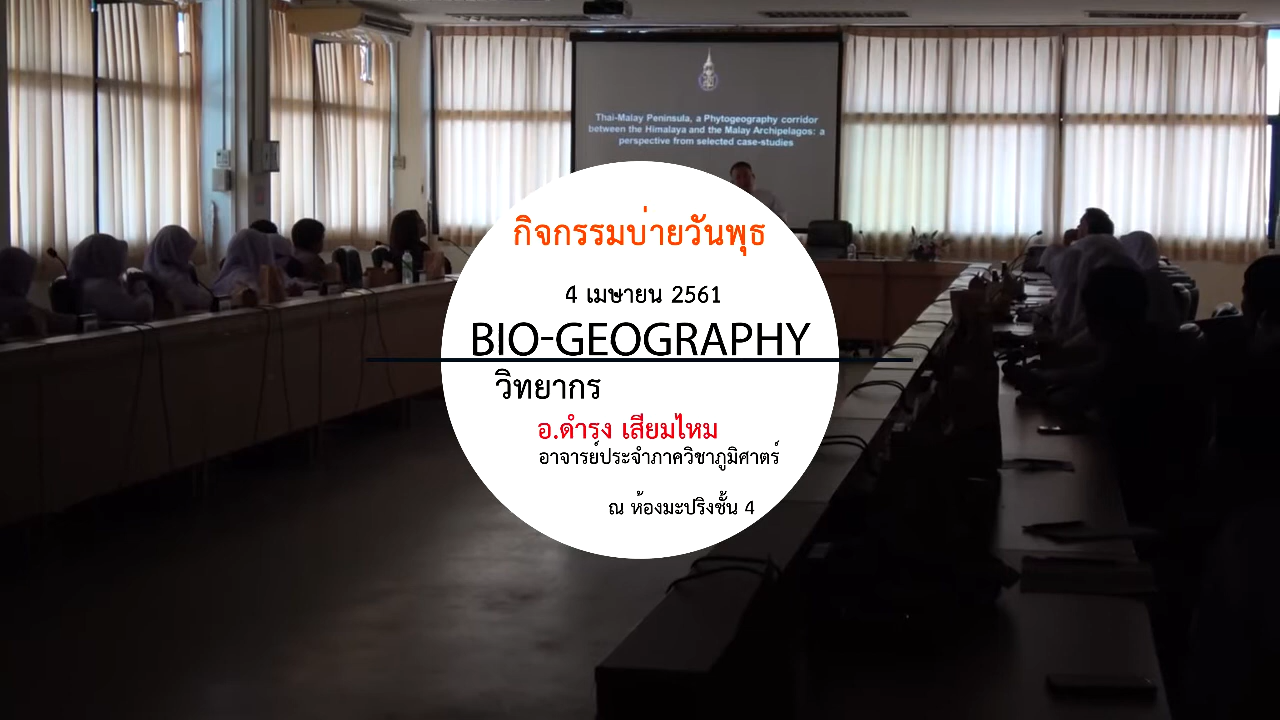 Thai-Malay Peninsula, a Phytogeography corridor
between the Himalaya and the Malay Archipelagos: a
perspective from selected case-studies
กิจกรรมบ่ายวันพุธ
4 เมษายน 2561
BIO-GEOGRAPHY
วิทยากร
อ.ดำรง เสียมไหม
อาจารย์ประจำภาควิชาภูมิศาตร์
ณ ห้องมะปริงชั้น 4